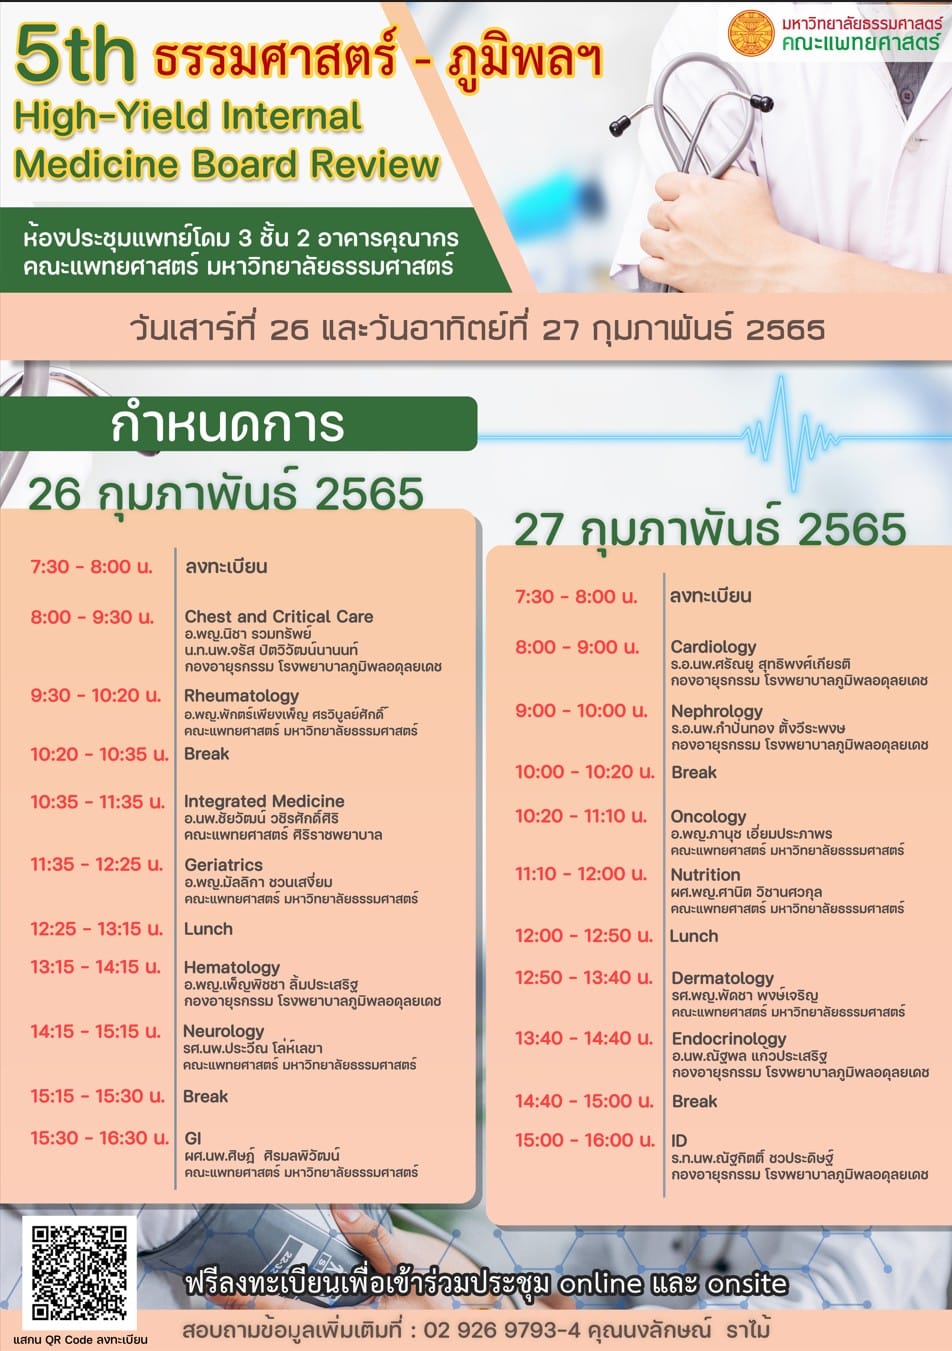 5th ธรรมศาสตร์ - ภูมิพลฯ
High-Yield Internal
Medicine Board Review
มหาวิทยาลัยธรรมศาสตร์
คณะแพทยศาสตร์
ห้องประชุมแพทย์โดม 3 ชั้น 2 อาคารคุณากร
คณะแพทยศาสตร์ มหาวิทยาลัยธรรมศาสตร์
วันเสาร์ที่ 26 และวันอาทิตย์ที่ 27 กุมภาพันธ์ 2565
กำหนดการ
26 กุมภาพันธ์ 2565
7:30 - 8:00 น. ลงทะเบียน
8:00 - 9:30 น. Chest and Critical Care
อ.พญ.นิชา รวมทรัพย์
น.ท.นพ.จรัส ปิตวิวัฒน์นานนท์
กองอายุรกรรม โรงพยาบาลภูมิพลอดุลยเดช
9:30 - 10:20 น. Rheumatology
อ.พญ.พักตร์เพียงเพ็ญ ศรวิบูลย์ศักดิ์
คณะแพทยศาสตร์ มหาวิทยาลัยธรรมศาสตร์
10:20 - 10:35 น. Break
10:35 - 11:35 น. Integrated Medicine
อ.นพ.ชัยวัฒน์ วชิรศักดิ์ศิริ
คณะแพทยศาสตร์ ศิริราชพยาบาล
11:35 - 12:25 น. Geriatrics
อ.พญ.มัลลิกา ชวนเสงี่ยม
คณะแพทยศาสตร์ มหาวิทยาลัยธรรมศาสตร์
12:25 - 13:15 น. Lunch
13:15 - 14:15 น. Hematology
อ.พญ.เพ็ญพิชชา ลิ้มประเสริฐ
กองอายุรกรรม โรงพยาบาลภูมิพลอดุลยเดช
14:15 - 15:15 น. Neurology
รศ.นพ.ประวีณ โล่ห์เลขา
คณะแพทยศาสตร์ มหาวิทยาลัยธรรมศาสตร์
15:15 - 15:30 น. Break
15:30 - 16:30 น. GI
ผศ.นพ.ศิษฎ์ ศิรมลพิวัฒน์
คณะแพทยศาสตร์ มหาวิทยาลัยธรรมศาสตร์
27 กุมภาพันธ์ 2565
7:30 - 8:00 น. ลงทะเบียน
8:00 - 9:00 น. Cardiology
ร.อ.นพ.ศรัณยู สุทธิพงศ์เกียรติ
กองอายุรกรรม โรงพยาบาลภูมิพลอดุลยเดช
9:00 - 10:00 น. Nephrology
ร.อ.นพ.กำปั่นทอง ตั้งวีระพงษ
กองอายุรกรรม โรงพยาบาลภูมิพลอดุลยเดช
10:00 - 10:20 น. Break
10:20 - 11:10 น. Oncology
อ.พญ.ภานุช เอี่ยมประภาพร
คณะแพทยศาสตร์ มหาวิทยาลัยธรรมศาสตร์
11:10 - 12:00 น. Nutrition
ผศ.พญ.ศานิต วิชานศวกุล
คณะแพทยศาสตร์ มหาวิทยาลัยธรรมศาสตร์
12:00 - 12:50 น. Lunch
12:50 - 13:40 น. Dermatology
รศ.พญ.พัดชา พงษ์เจริญ
คณะแพทยศาสตร์ มหาวิทยาลัยธรรมศาสตร์
13:40 - 14:40 น. Endocrinology
อ.นพ.ณัฐพล แก้วประเสริฐ
กองอายุรกรรม โรงพยาบาลภูมิพลอดุลยเดช
14:40 - 15:00 น. Break
15:00 - 16:00 น. ID
ร.ท.นพ.ณัฐกิตติ์ ชวประดิษฐ์
กองอายุรกรรม โรงพยาบาลภูมิพลอดุลยเดช
ฟรีลงทะเบียนเพื่อเข้าร่วมประชุม online และ onsite
แสกน QR Code ลงทะเบียน
สอบถามข้อมูลเพิ่มเติมที่ : 02 926 9793-4 คุณนงลักษณ์ ราไม้